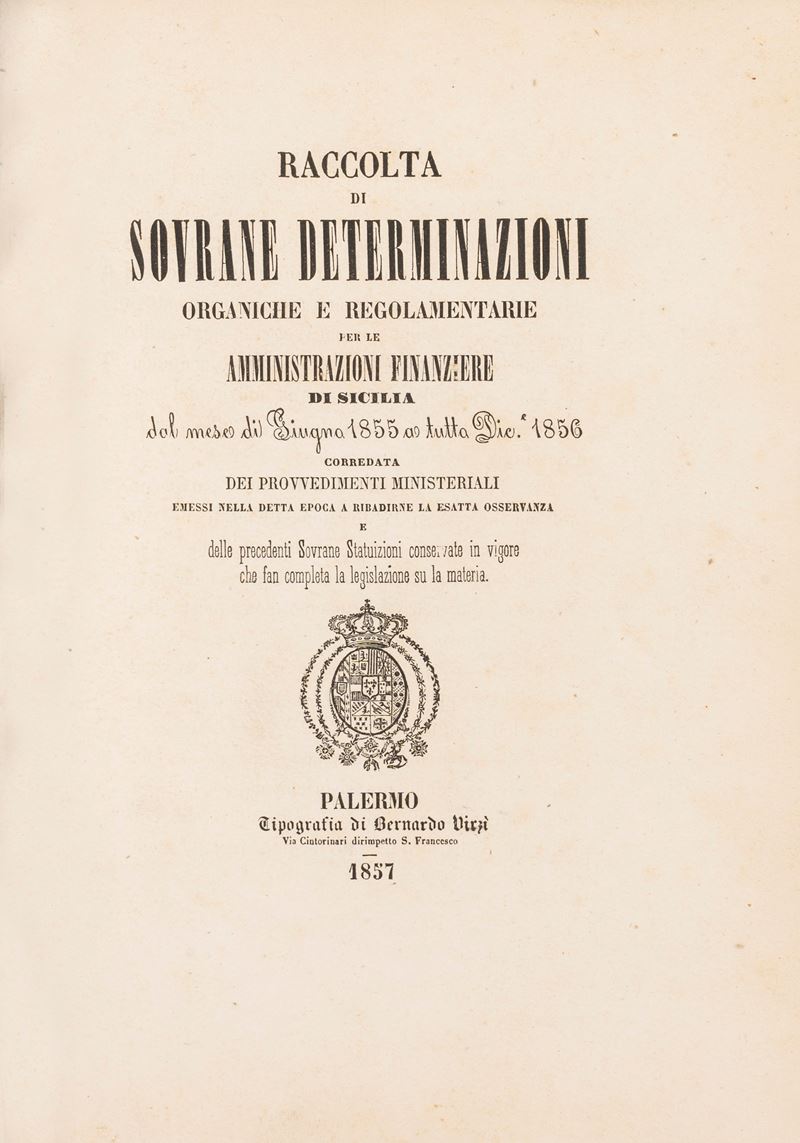 RACCOLTA
DI
SOVRANE DETERMINAZIONI
ORGANICHE E REGOLAMENTARIE
PER LE
AMMINISTRAZIONI FINANZIERE
DI SICILIA
dal mese di Giugno 1855 a tutto Dic.e 1856
CORREDATA
DEI PROVVEDIMENTI MINISTERIALI
EMESSI NELLA DETTA EPOCA A RIBADIRNE LA ESATTA OSSERVANZA
E
delle precedenti Sovrane Statuizioni conservate in vigore
che fan completa la legislazione su la materia.
PALERMO
Tipografia di Bernardo Virzì
Via Cintorinari dirimpetto S. Francesco
1857